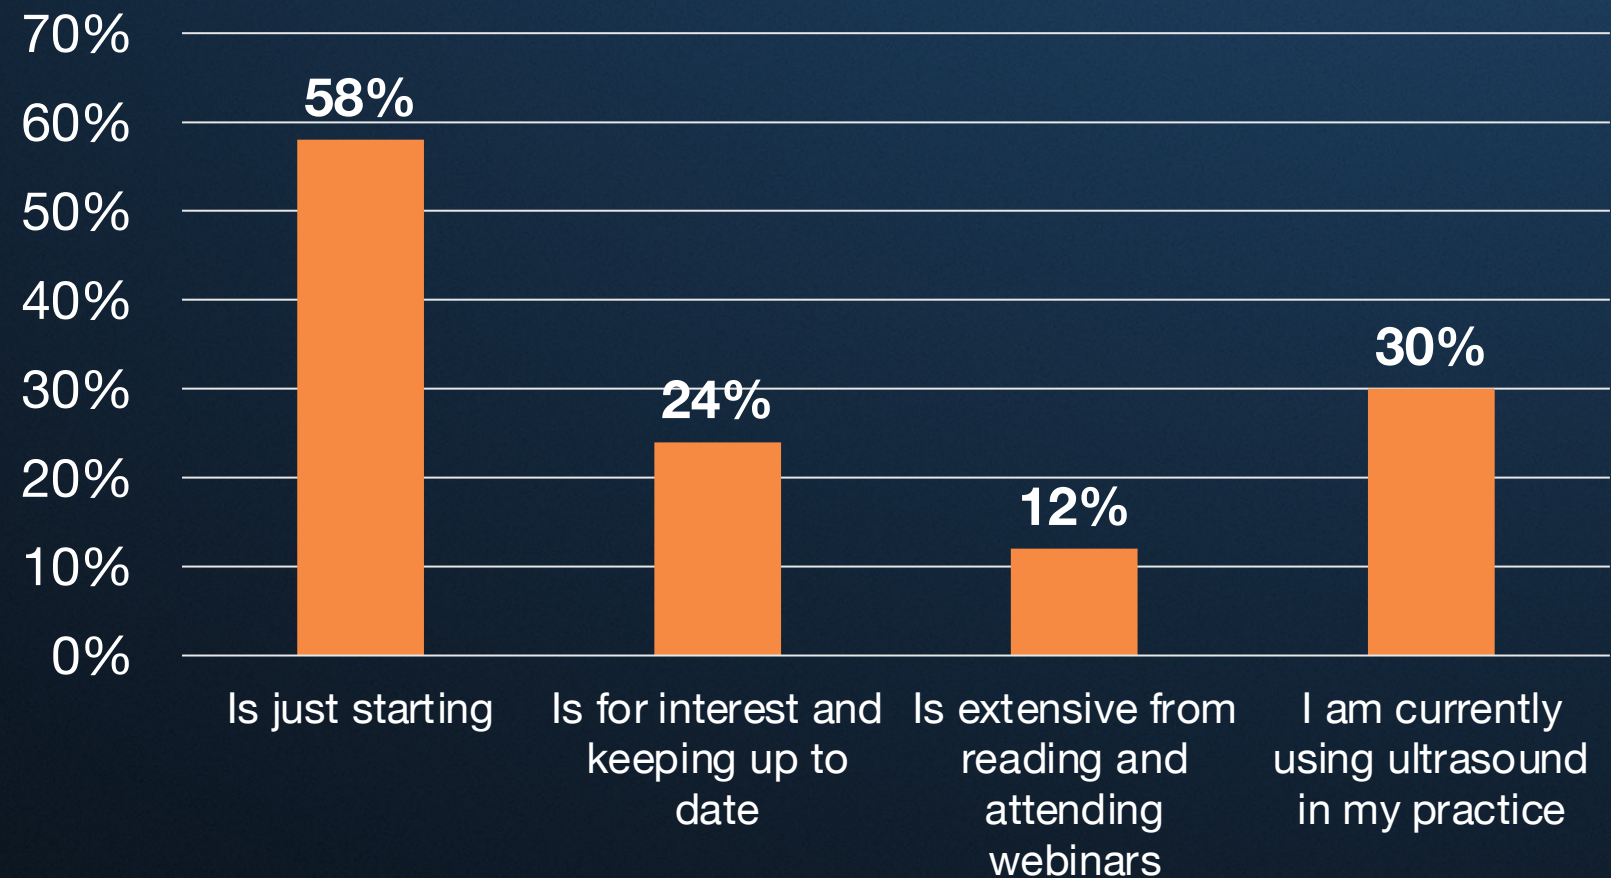 70%
60%
50%
40%
30%
20%
10%
0%
58%
24%
12%
30%
Is just starting
Is for interest and
keeping up to
date
Is extensive from
reading and
attending
webinars
I am currently
using ultrasound
in my practice